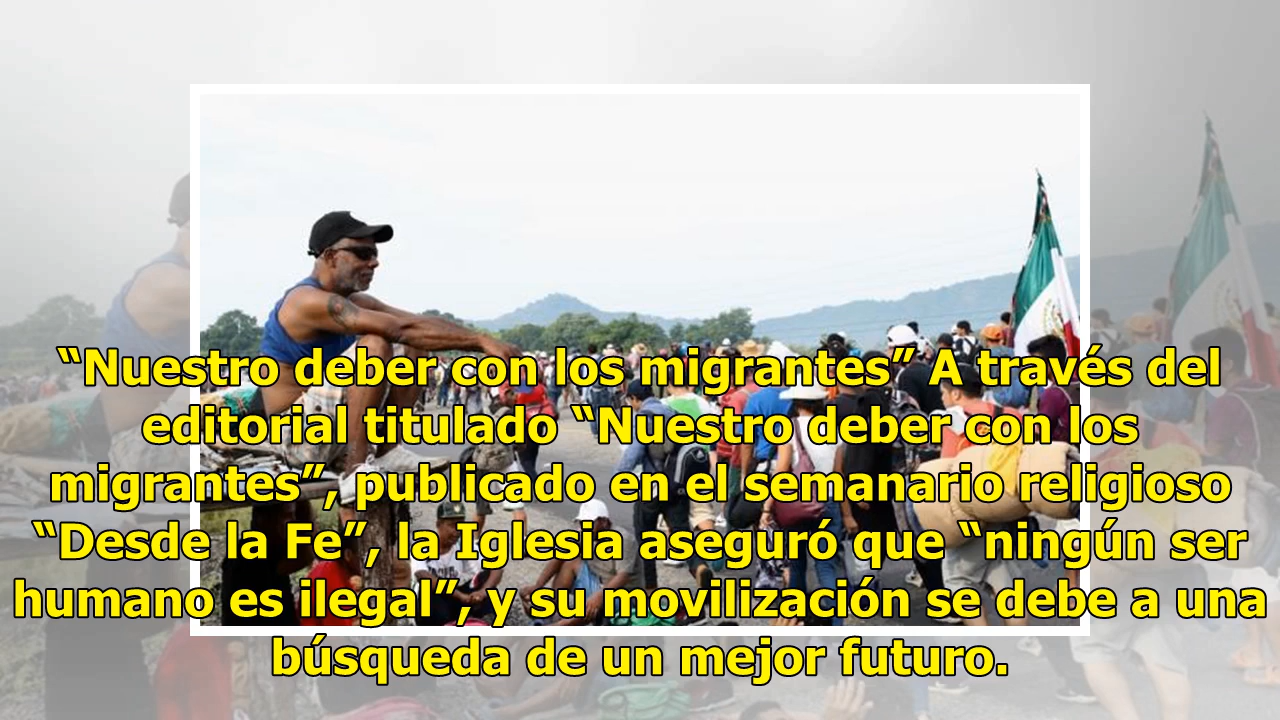 “Nuestro deber con los migrantes” A través del
editorial titulado “Nuestro deber con los
migrantes”, publicado en el semanario religioso
“Desde la Fe”, la Iglesia aseguró que “ningún ser
humano es ilegal”, y su movilización se debe a una
búsqueda de un mejor futuro.